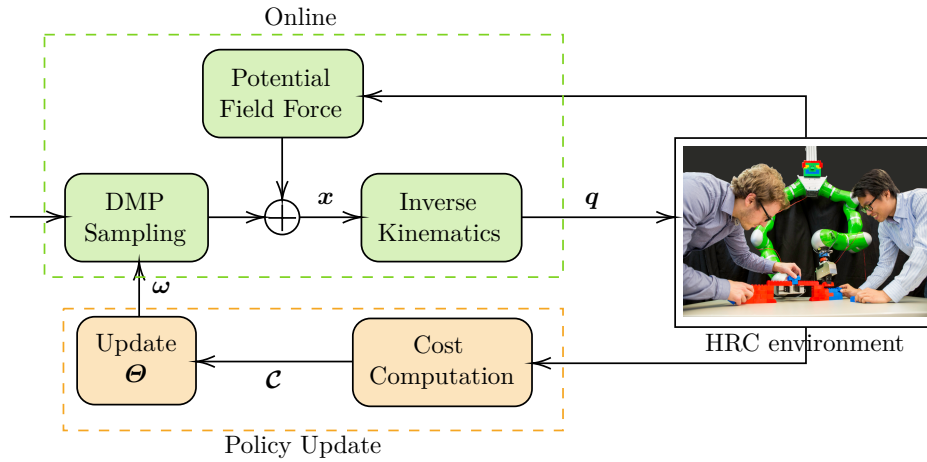 Online
Potential
Field Force
DMP
Sampling
𝒙
Inverse
Kinematics
𝒒
𝝎
HRC environment
Update
𝜣
𝓒
Cost
Computation
Policy Update